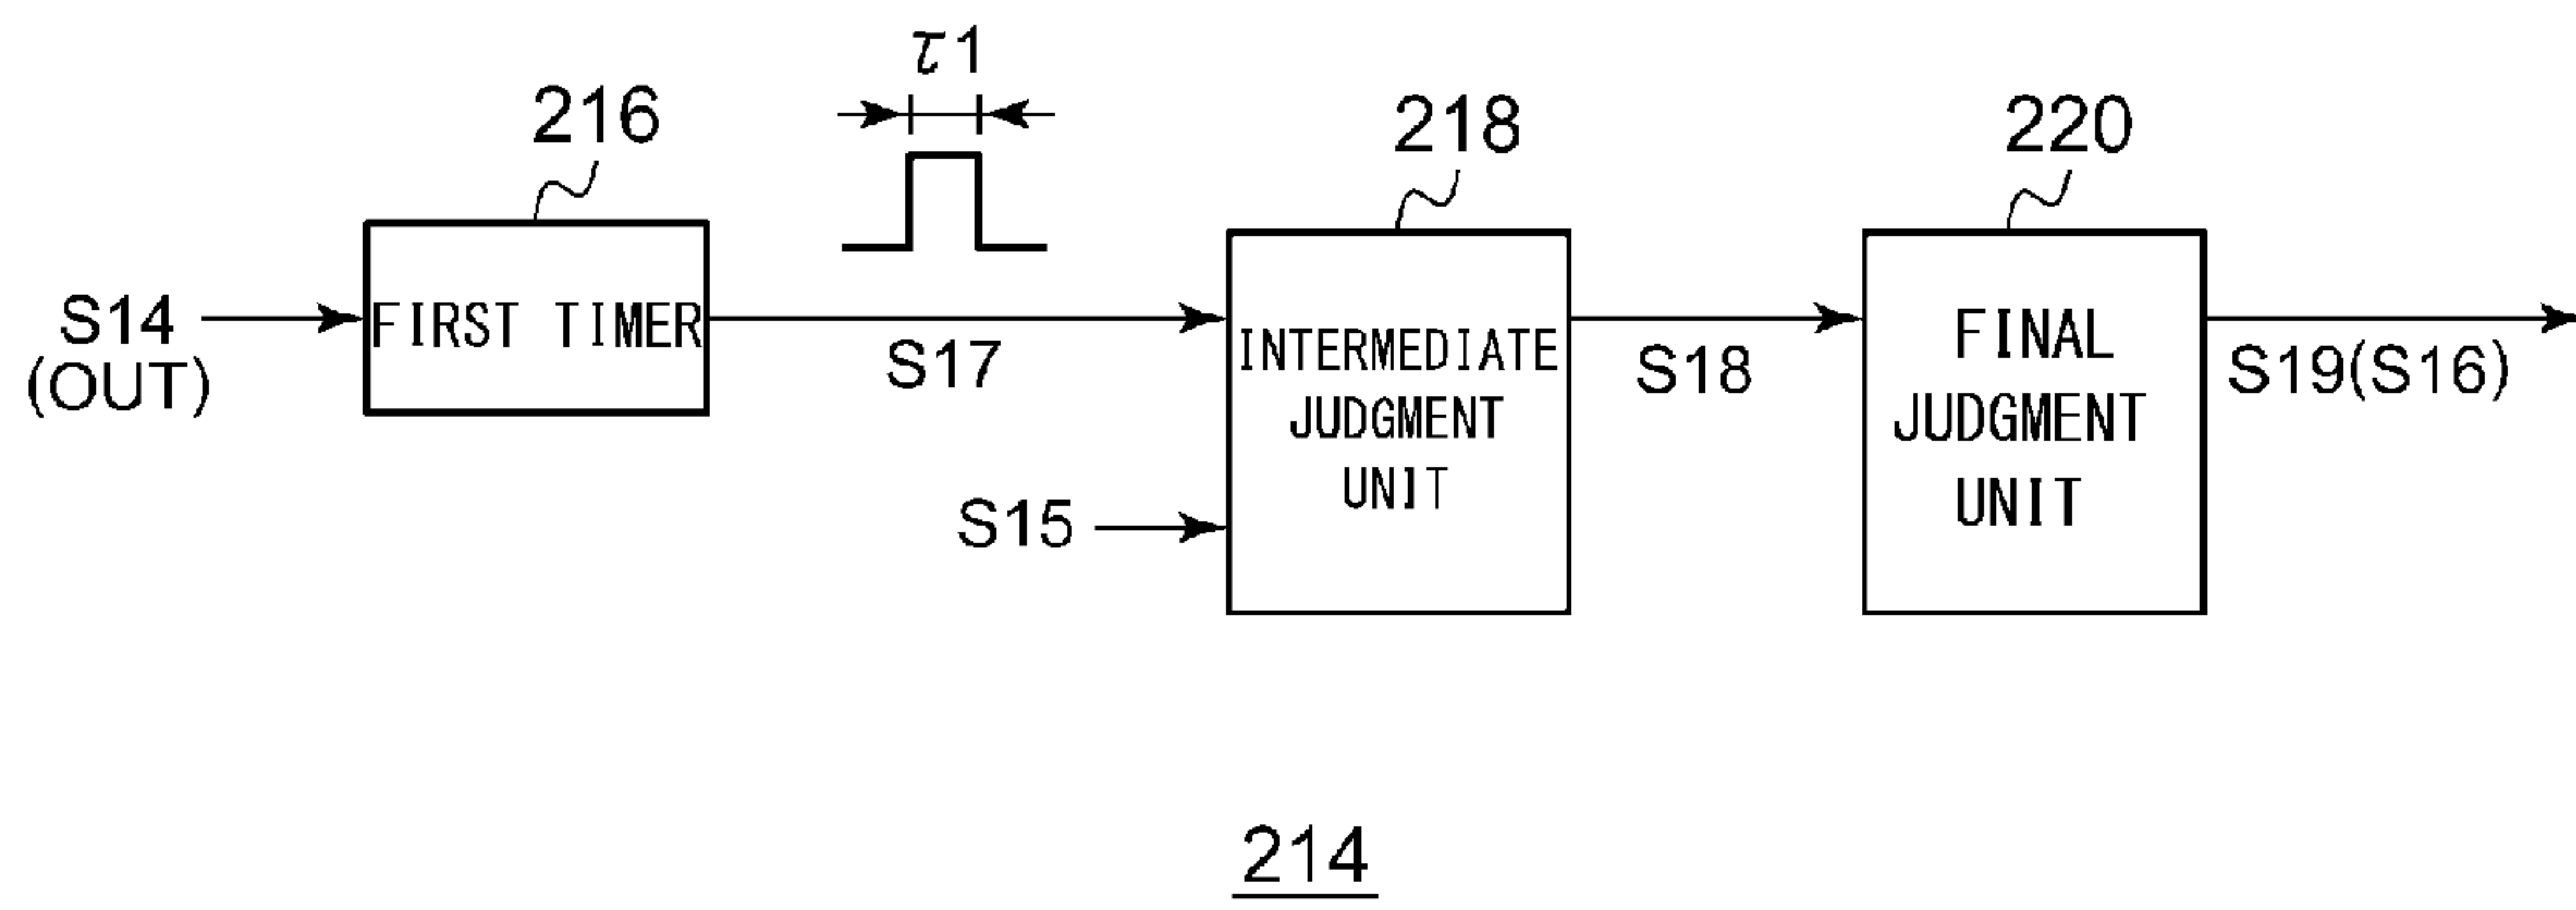 τ1
216
218
220
S14
(OUT)
FIRST TIMER
S17
S15
INTERMEDIATE
JUDGMENT
UNIT
S18
FINAL
JUDGMENT
UNIT
S19(S16)
214